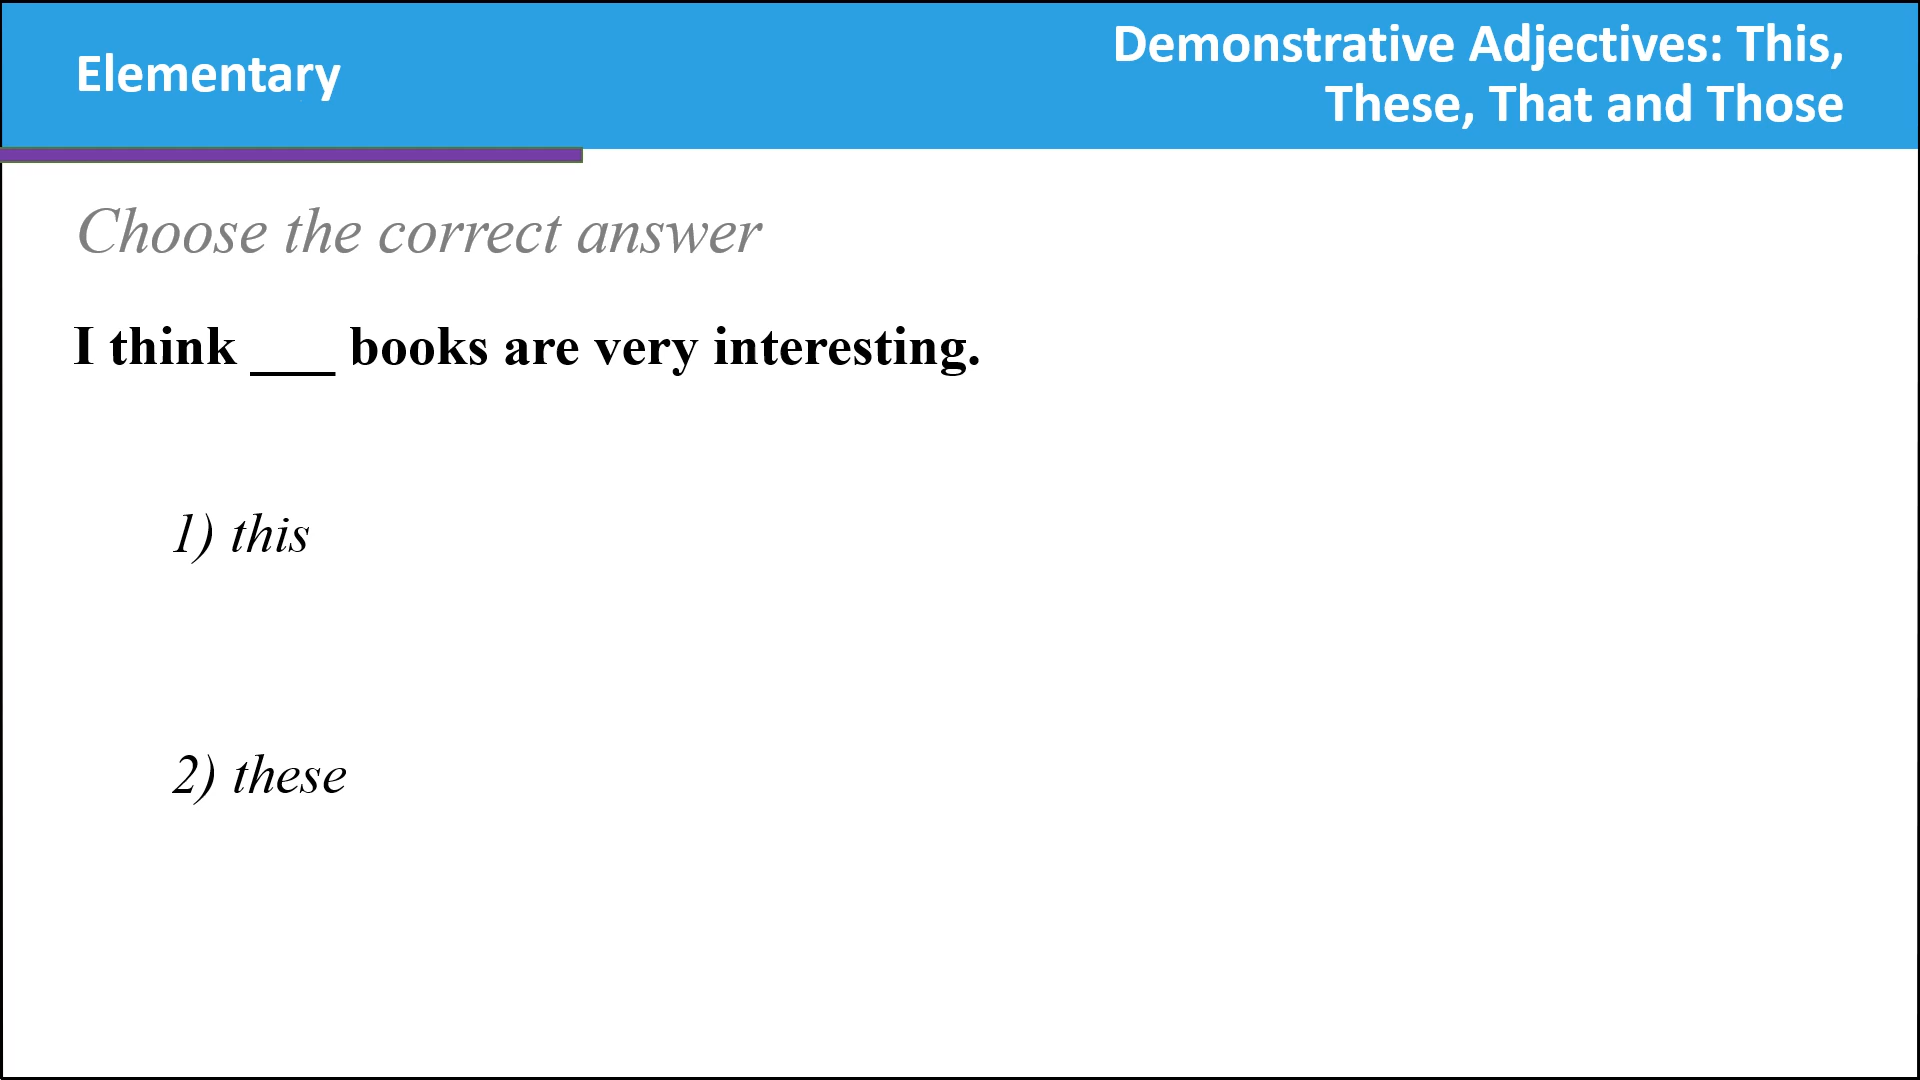 Elementary
Demonstrative Adjectives: This,
These, That and Those
Choose the correct answer
I think ___ books are very interesting.
1) this
2) these